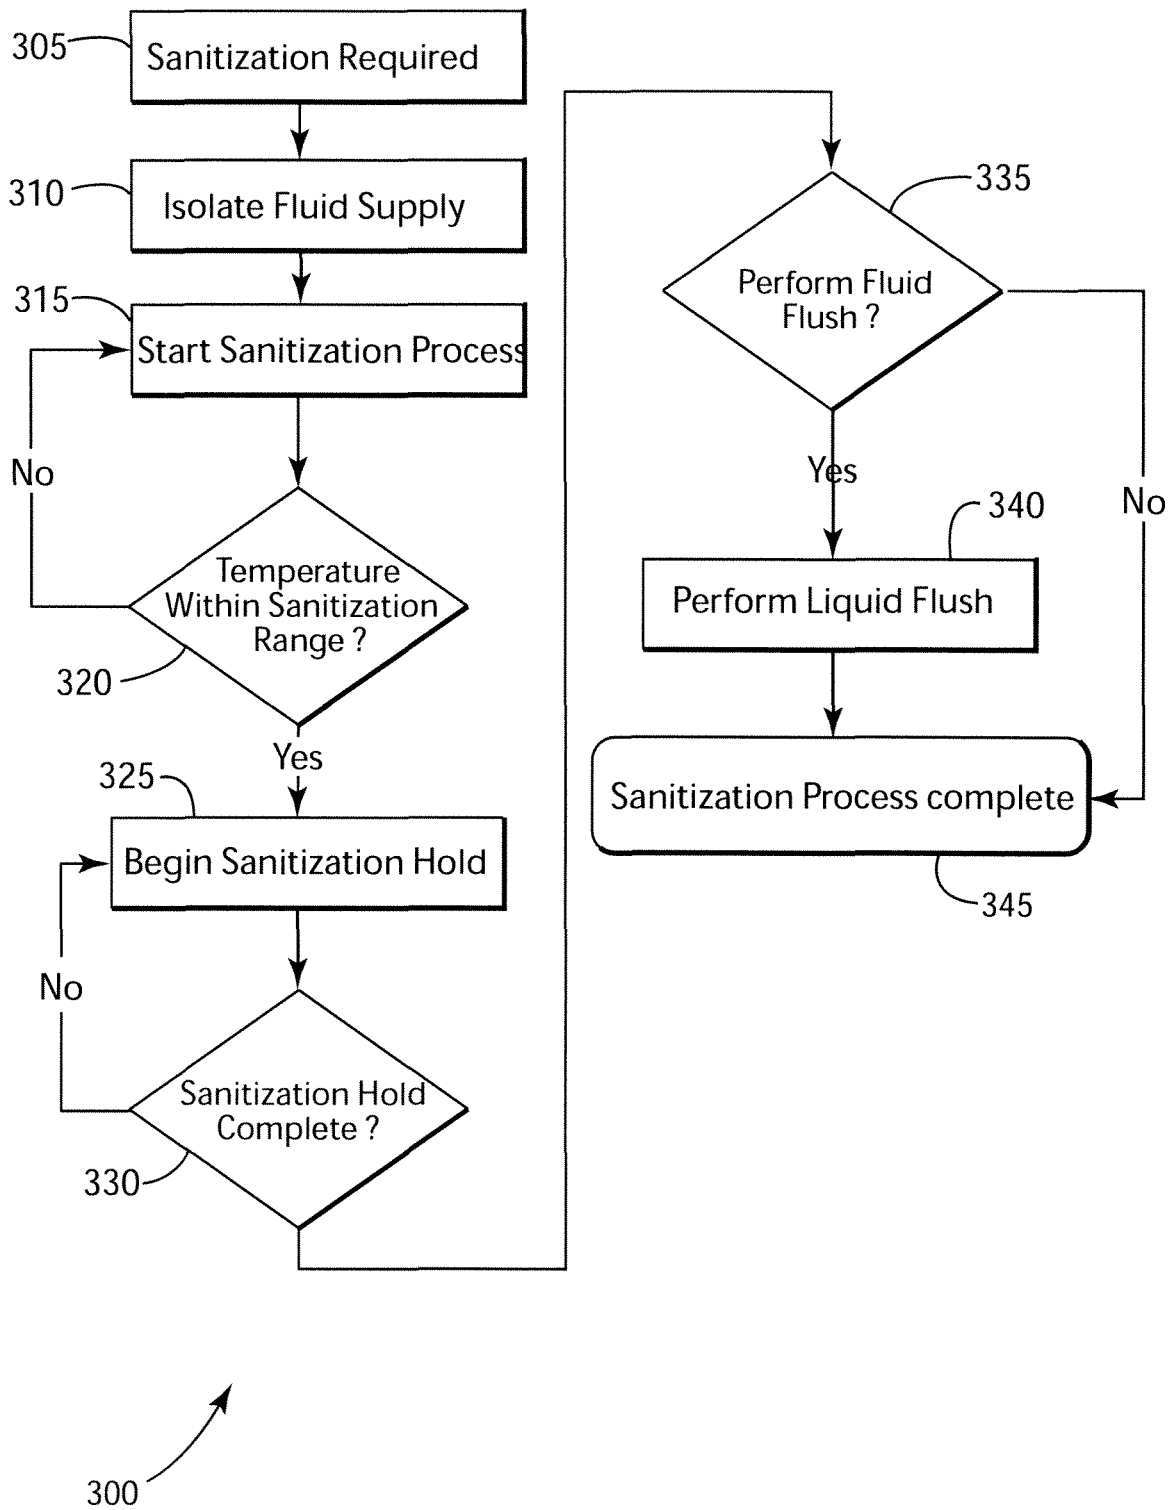 305
Sanitization Required
310
Isolate Fluid Supply
315
Start Sanitization Process
No
Temperature
Within Sanitization
Range ?
320
Yes
325
Begin Sanitization Hold
No
Sanitization Hold
Complete ?
330
335
Perform Fluid
Flush ?
Yes
No
340
Perform Liquid Flush
Sanitization Process complete
345
300